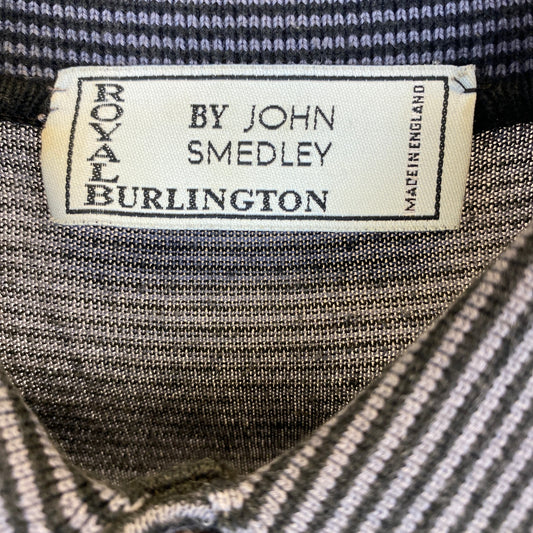 ROYAL
BY JOHN
SMEDLEY
BURLINGTON
MADE IN ENGLAND